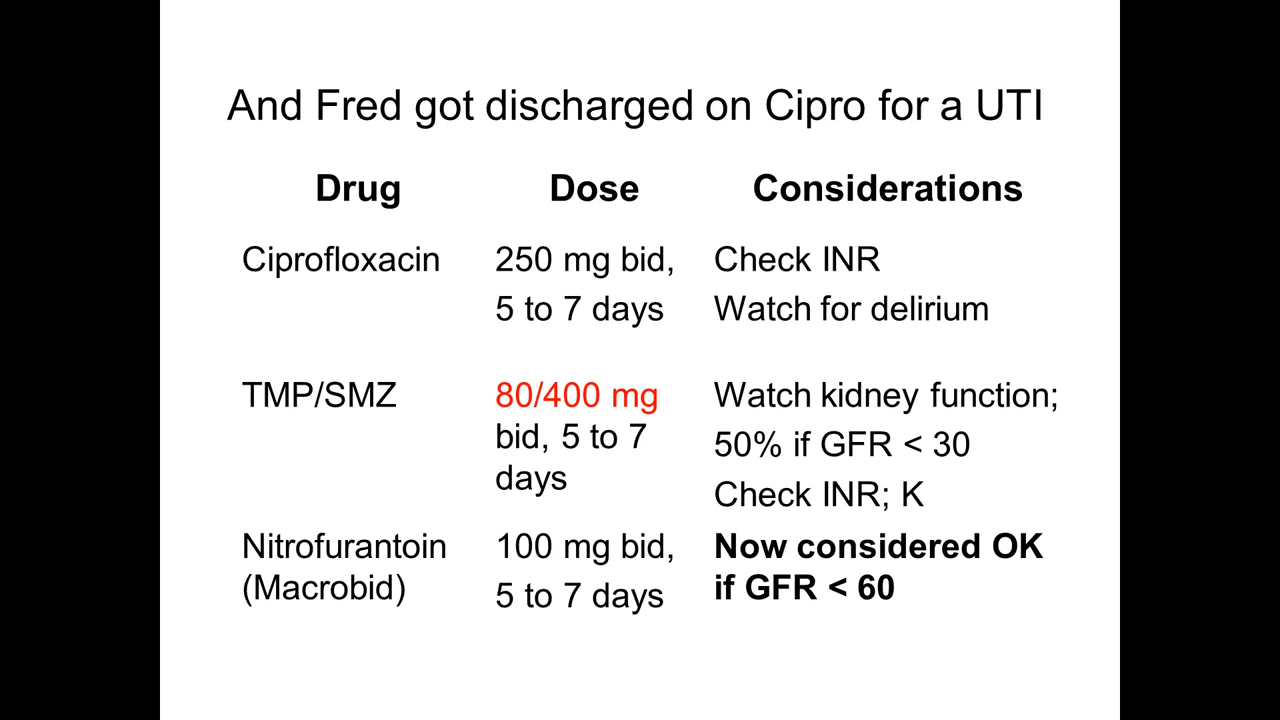 And Fred got discharged on Cipro for a UTI
Drug Dose Considerations
Ciprofloxacin 250 mg bid, Check INR
5 to 7 days Watch for delirium
TMP/SMZ 80/400 mg Watch kidney function;
bid, 5 to 7 50% if GFR < 30
days Check INR; K
Nitrofurantoin 100 mg bid, Now considered OK
(Macrobid) 5 to 7 days if GFR < 60